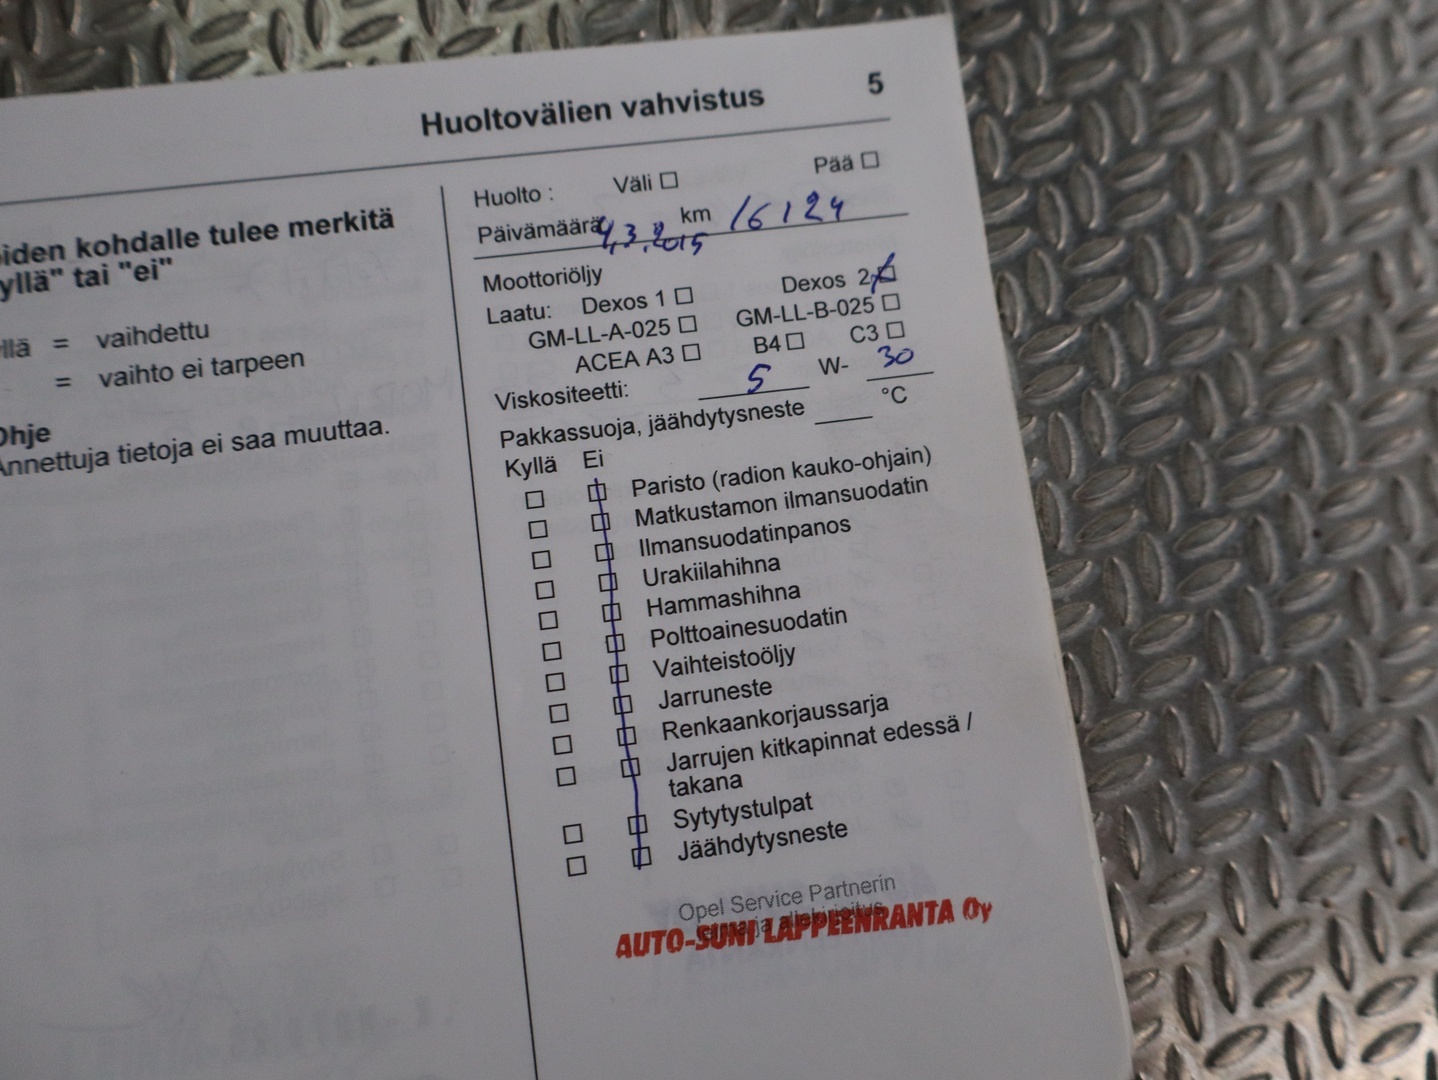 Huoltovälien vahvistus 5
iden kohdalle tulee merkitä
yllä" tai "ei"
llä = vaihdettu
= vaihto ei tarpeen
Ohje
Annettuja tietoja ei saa muuttaa.
Huolto : Väli □ Pää □
Päivämäärä 4.3.2015 km 16124
Moottoriöljy
Laatu: Dexos 1 □ Dexos 2 □
GM-LL-A-025 □ GM-LL-B-025 □
ACEA A3 □ B4 □ C3 □
Viskositeetti: 5 W- 30
Pakkassuoja, jäähdytysneste ____ °C
Kyllä Ei
□ □ Paristo (radion kauko-ohjain)
□ □ Matkustamon ilmansuodatin
□ □ Ilmansuodatinpanos
□ □ Urakiilahihna
□ □ Hammashihna
□ □ Polttoainesuodatin
□ □ Vaihteistoöljy
□ □ Jarruneste
□ □ Renkaankorjaussarja
□ □ Jarrujen kitkapinnat edessä /
takana
□ □ Sytytystulpat
□ □ Jäähdytysneste
Opel Service Partnerin
ja allekirjoitus
AUTO-SUNI LAPPEENRANTA Oy